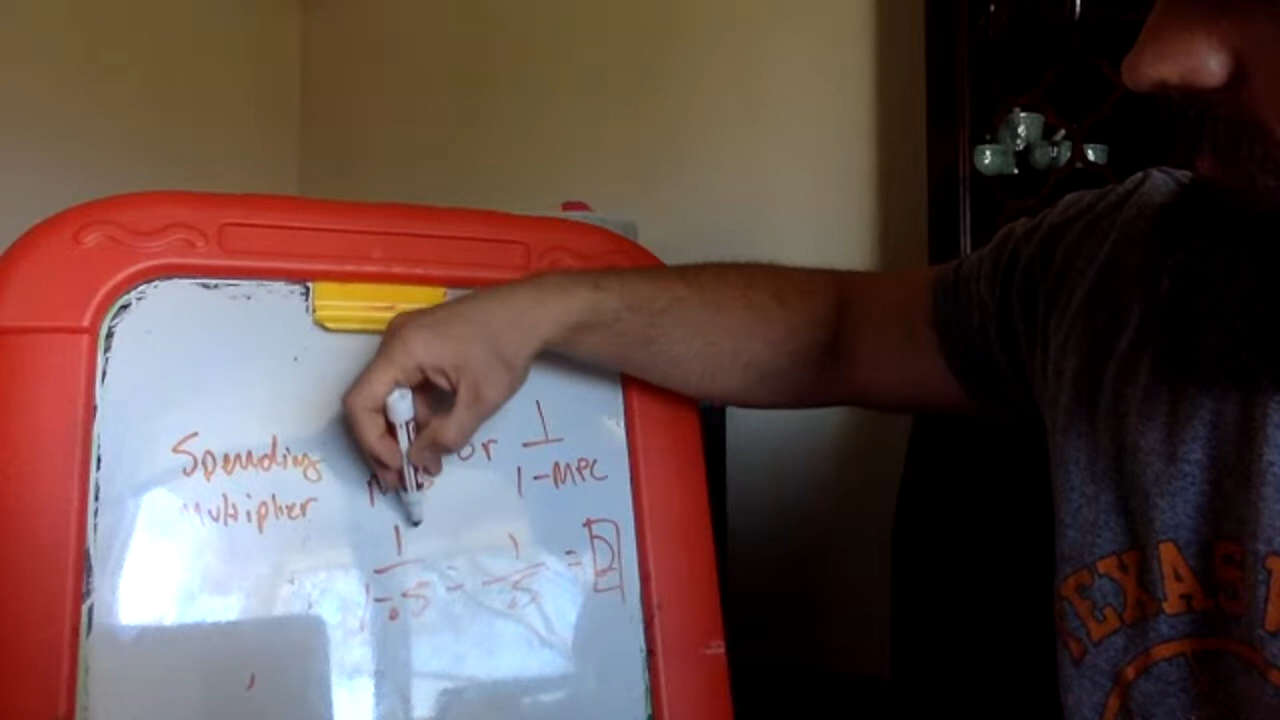 Spending or 1
Multiplier 1-MPC
1 1
1-.5 = .5 = 2
TEXAS